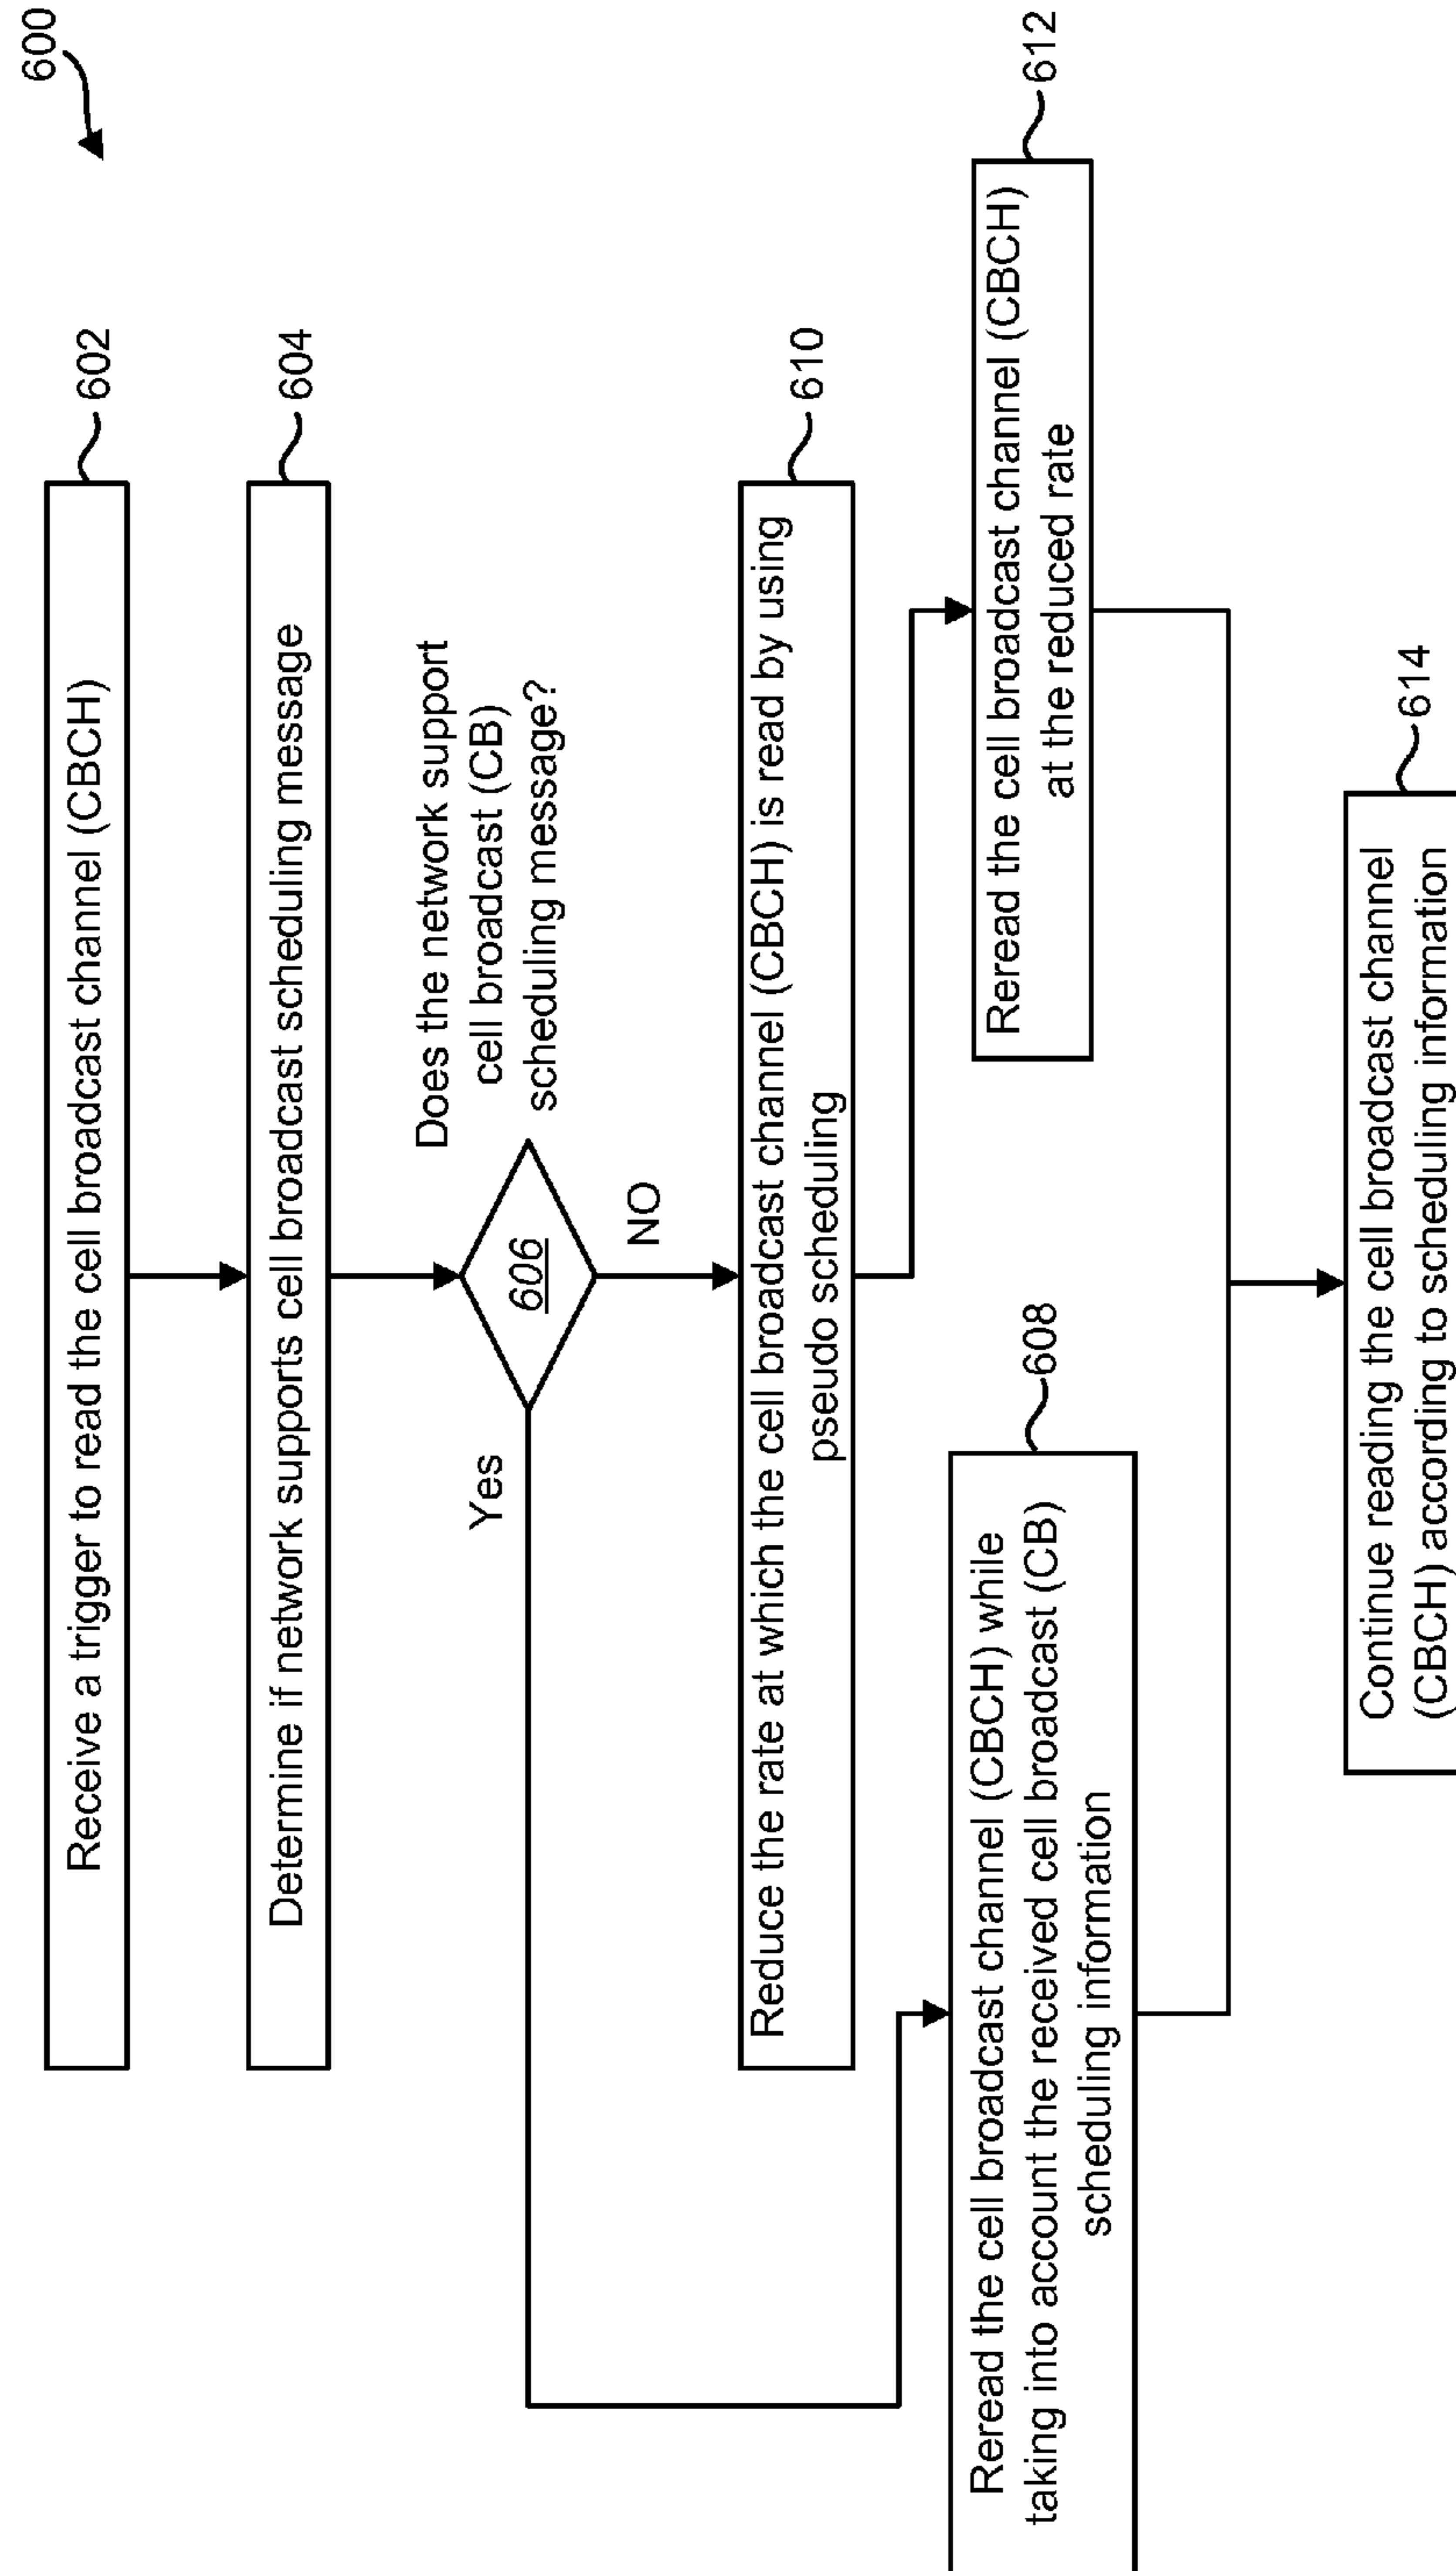 600
Receive a trigger to read the cell broadcast channel (CBCH)
602
Determine if network supports cell broadcast scheduling message
604
Does the network support
cell broadcast (CB)
scheduling message?
606
Yes
NO
Reduce the rate at which the cell broadcast channel (CBCH) is read by using
pseudo scheduling
610
Reread the cell broadcast channel (CBCH) while
taking into account the received cell broadcast (CB)
scheduling information
608
Reread the cell broadcast channel (CBCH)
at the reduced rate
612
Continue reading the cell broadcast channel
(CBCH) according to scheduling information
614